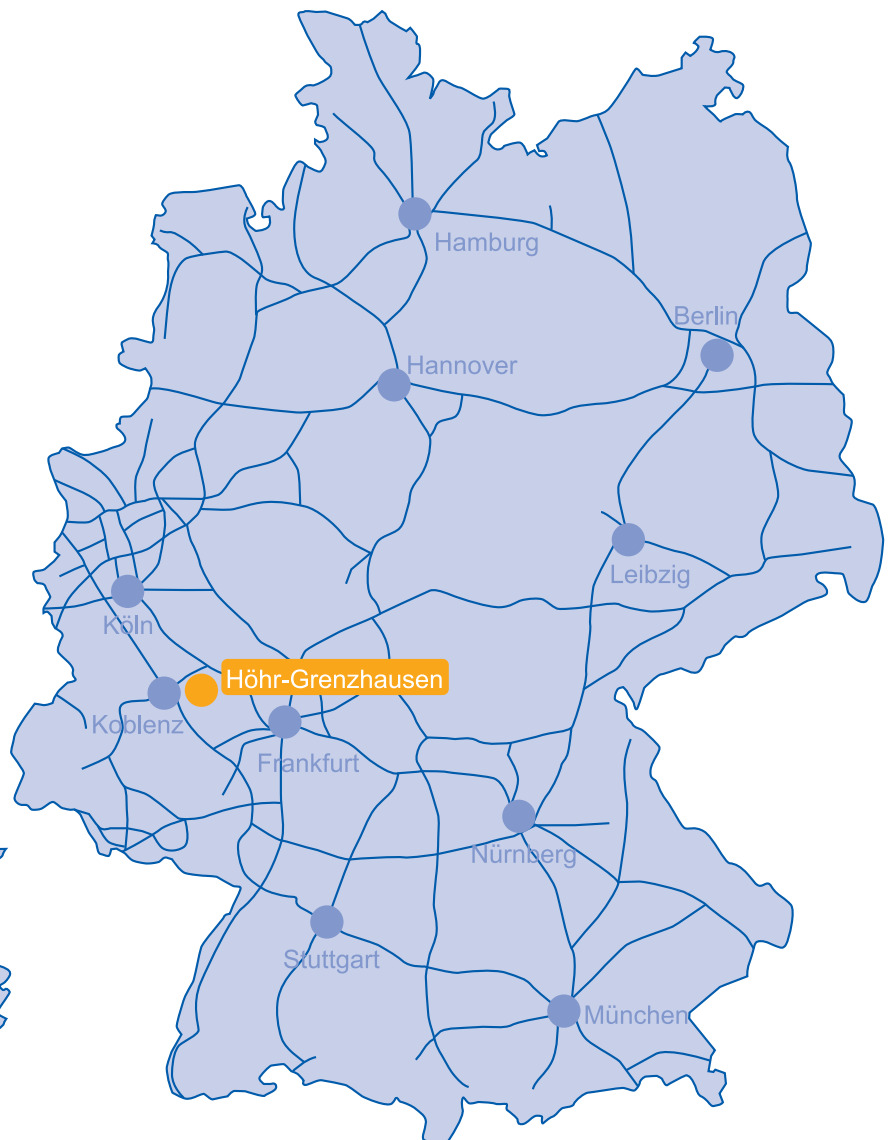 Hamburg
Berlin
Hannover
Leibzig
Köln
Höhr-Grenzhausen
Koblenz
Frankfurt
Nürnberg
Stuttgart
München